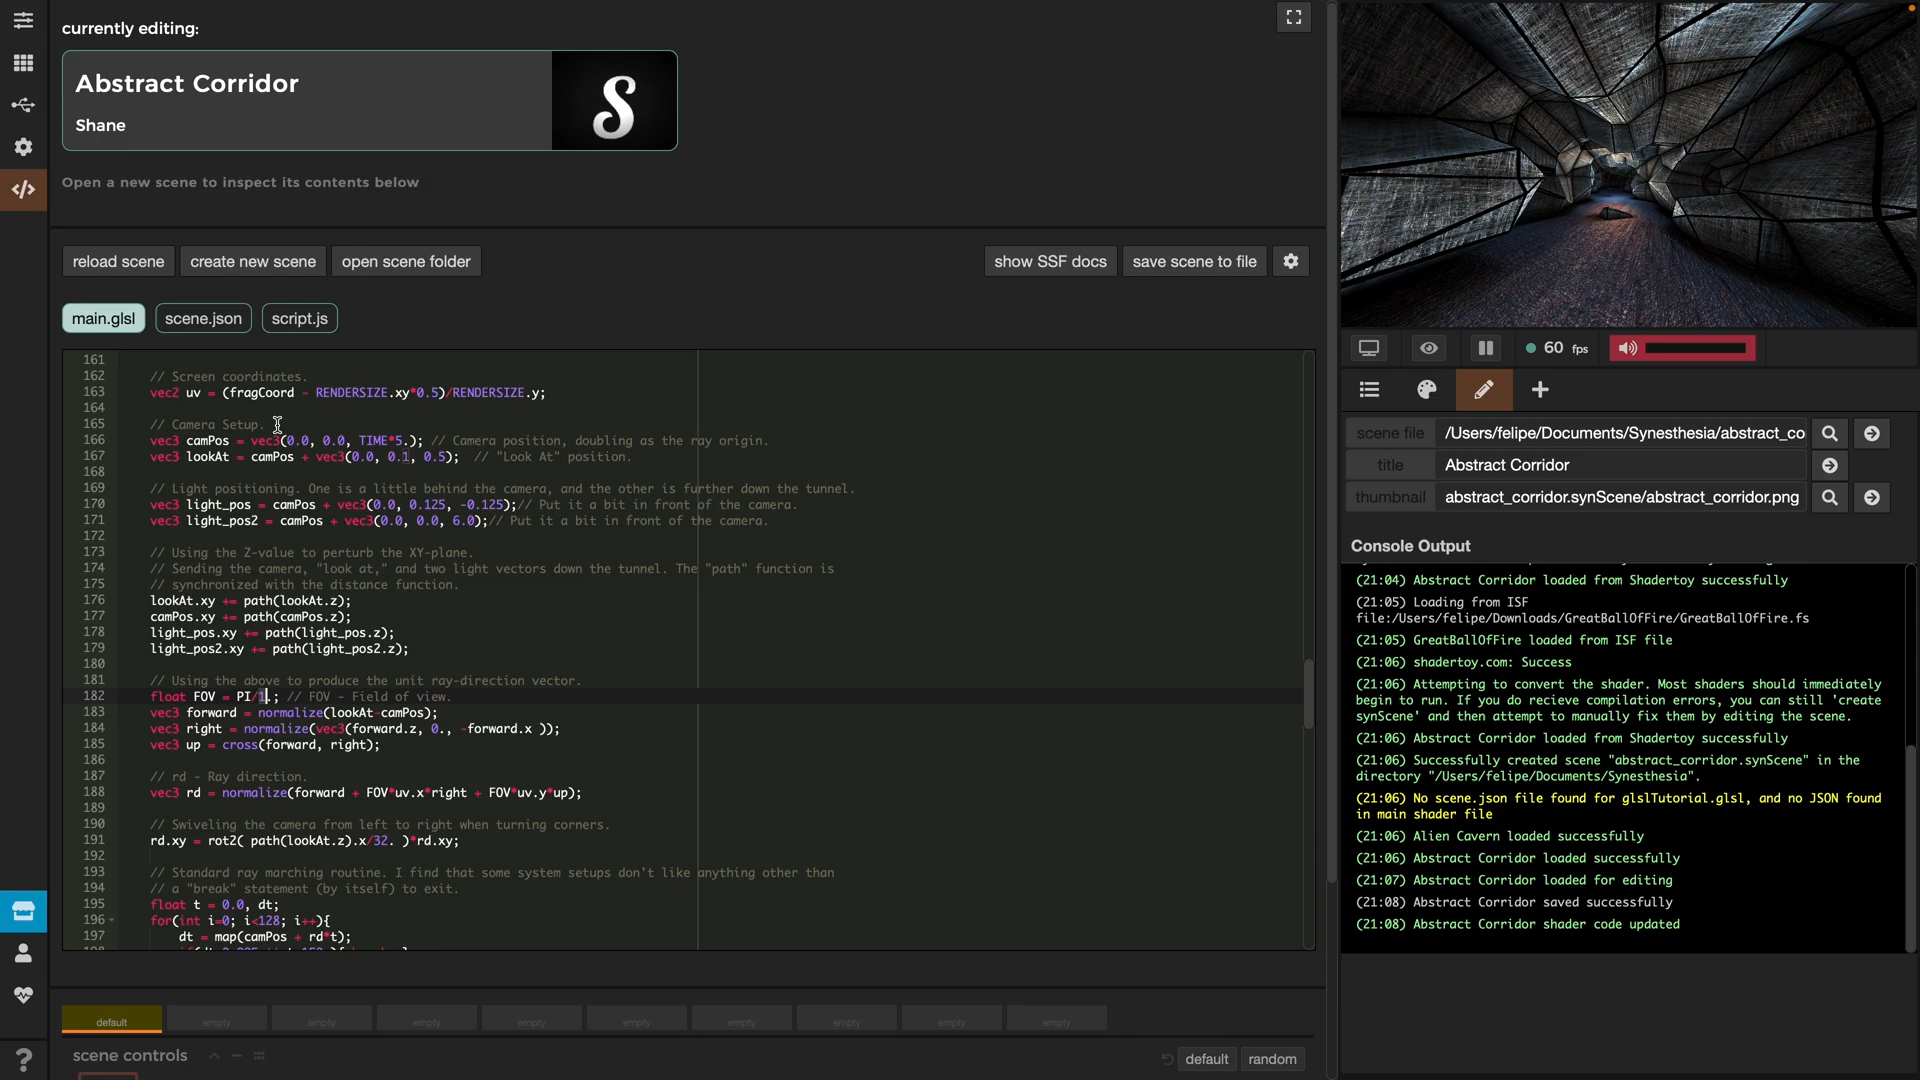 currently editing:
Abstract Corridor
Shane
S
Open a new scene to inspect its contents below
reload scene
create new scene
open scene folder
show SSF docs
save scene to file
main.glsl
scene.json
script.js
161
162 // Screen coordinates.
163 vec2 uv = (fragCoord - RENDERSIZE.xy*0.5)/RENDERSIZE.y;
164
165 // Camera Setup.
166 vec3 camPos = vec3(0.0, 0.0, TIME*5.); // Camera position, doubling as the ray origin.
167 vec3 lookAt = camPos + vec3(0.0, 0.1, 0.5); // "Look At" position.
168
169 // Light positioning. One is a little behind the camera, and the other is further down the tunnel.
170 vec3 light_pos = camPos + vec3(0.0, 0.125, -0.125);// Put it a bit in front of the camera.
171 vec3 light_pos2 = camPos + vec3(0.0, 0.0, 6.0);// Put it a bit in front of the camera.
172
173 // Using the Z-value to perturb the XY-plane.
174 // Sending the camera, "look at," and two light vectors down the tunnel. The "path" function is
175 // synchronized with the distance function.
176 lookAt.xy += path(lookAt.z);
177 camPos.xy += path(camPos.z);
178 light_pos.xy += path(light_pos.z);
179 light_pos2.xy += path(light_pos2.z);
180
181 // Using the above to produce the unit ray-direction vector.
182 float FOV = PI/1.; // FOV - Field of view.
183 vec3 forward = normalize(lookAt-camPos);
184 vec3 right = normalize(vec3(forward.z, 0., -forward.x ));
185 vec3 up = cross(forward, right);
186
187 // rd - Ray direction.
188 vec3 rd = normalize(forward + FOV*uv.x*right + FOV*uv.y*up);
189
190 // Swiveling the camera from left to right when turning corners.
191 rd.xy = rot2( path(lookAt.z).x/32. )*rd.xy;
192
193 // Standard ray marching routine. I find that some system setups don't like anything other than
194 // a "break" statement (by itself) to exit.
195 float t = 0.0, dt;
196 for(int i=0; i<128; i++){
197 dt = map(camPos + rd*t);
default
empty
empty
empty
empty
empty
empty
empty
empty
empty
scene controls
default
random
60 fps
scene file /Users/felipe/Documents/Synesthesia/abstract_co
title Abstract Corridor
thumbnail abstract_corridor.synScene/abstract_corridor.png
Console Output
(21:04) Abstract Corridor loaded from Shadertoy successfully
(21:05) Loading from ISF
file:/Users/felipe/Downloads/GreatBallOfFire/GreatBallOfFire.fs
(21:05) GreatBallOfFire loaded from ISF file
(21:06) shadertoy.com: Success
(21:06) Attempting to convert the shader. Most shaders should immediately
begin to run. If you do recieve compilation errors, you can still 'create
synScene' and then attempt to manually fix them by editing the scene.
(21:06) Abstract Corridor loaded from Shadertoy successfully
(21:06) Successfully created scene "abstract_corridor.synScene" in the
directory "/Users/felipe/Documents/Synesthesia".
(21:06) No scene.json file found for glslTutorial.glsl, and no JSON found
in main shader file
(21:06) Alien Cavern loaded successfully
(21:06) Abstract Corridor loaded successfully
(21:07) Abstract Corridor loaded for editing
(21:08) Abstract Corridor saved successfully
(21:08) Abstract Corridor shader code updated